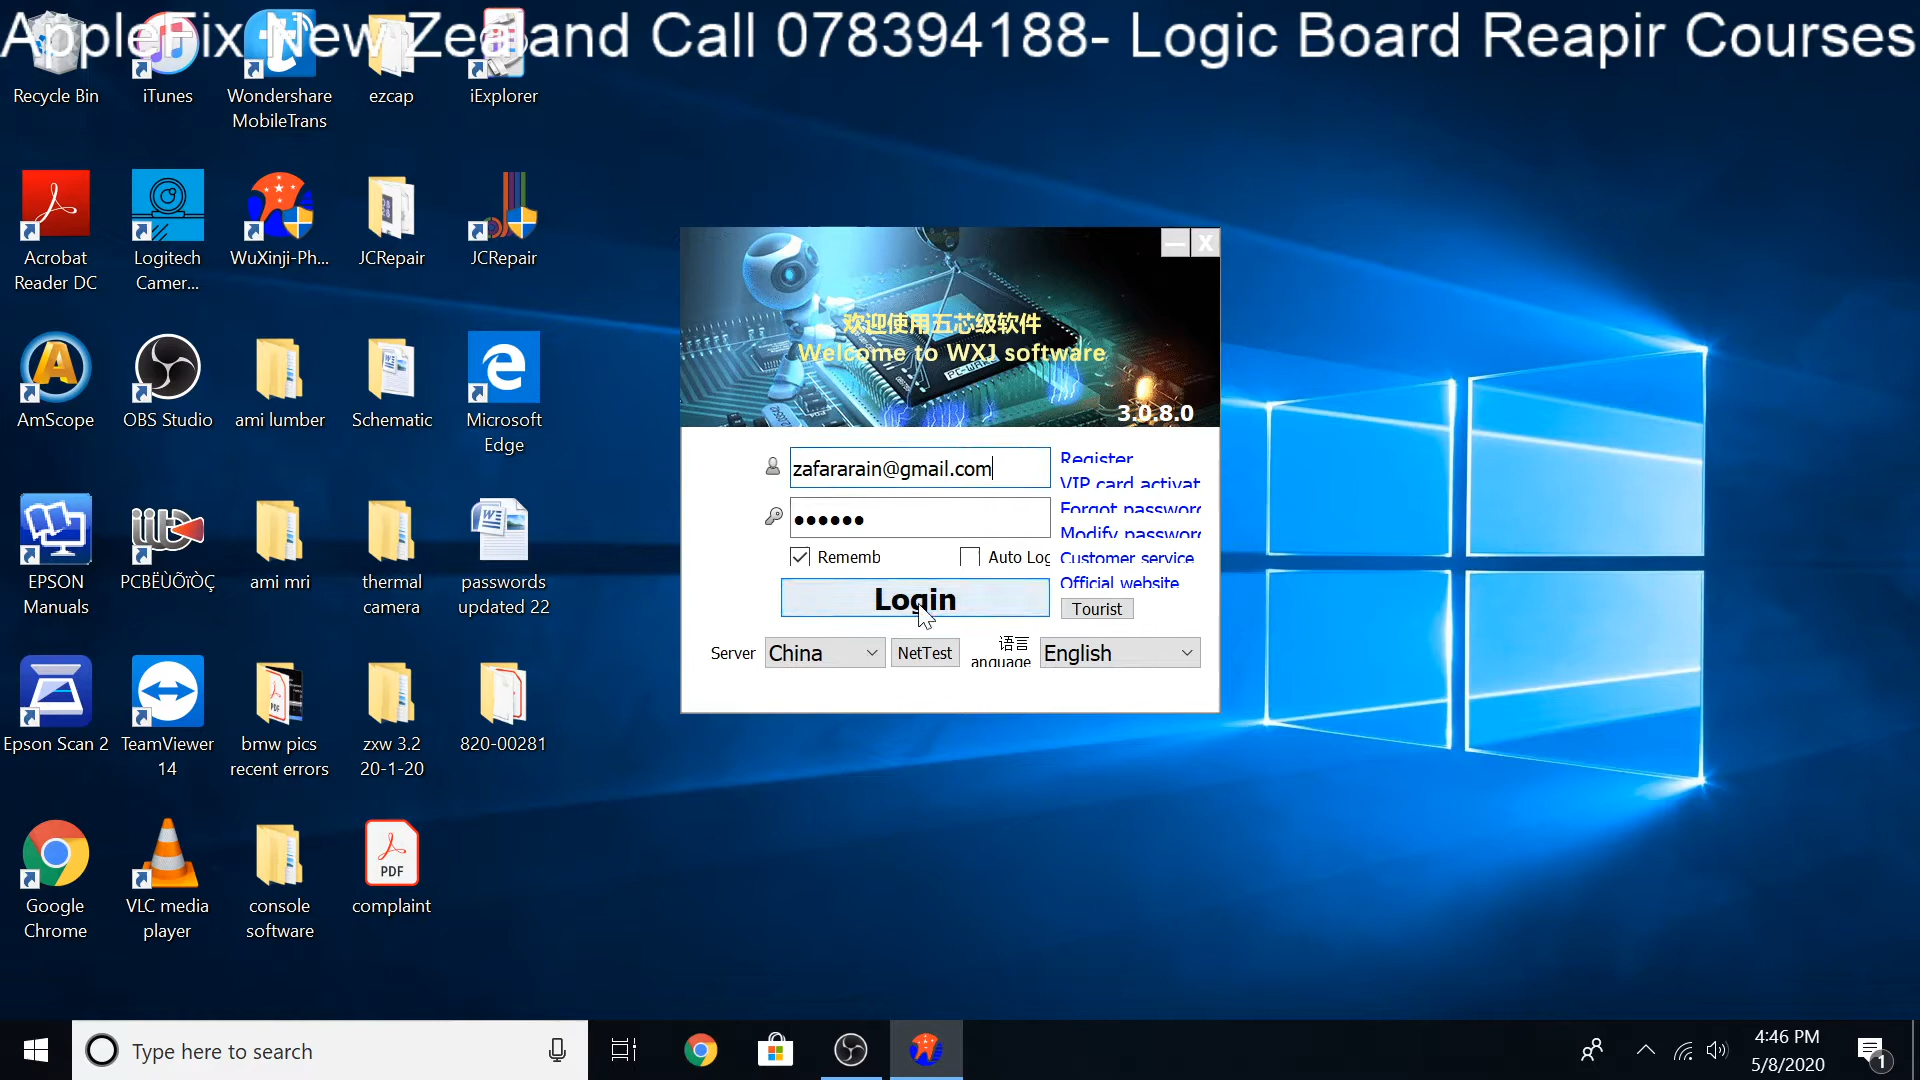 AppleFix New Zealand Call 078394188- Logic Board Reapir Courses
Recycle Bin
iTunes
Wondershare
MobileTrans
ezcap
iExplorer
Acrobat
Reader DC
Logitech
Camer...
WuXinji-Ph...
JCRepair
JCRepair
AmScope
OBS Studio
ami lumber
Schematic
Microsoft
Edge
EPSON
Manuals
PCBËÙÕïÒÇ
ami mri
thermal
camera
passwords
updated 22
Epson Scan 2
TeamViewer
14
bmw pics
recent errors
zxw 3.2
20-1-20
820-00281
Google
Chrome
VLC media
player
console
software
PDF
complaint
X
欢迎使用五芯级软件
Welcome to WXJ software
3.0.8.0
zafararain@gmail.com
Register
VIP card activat
Forgot password
Modify password
Rememb
Auto Log
Customer service
Official website
Login
Tourist
Server
China
NetTest
语言
anguage
English
Type here to search
4:46 PM
5/8/2020
1